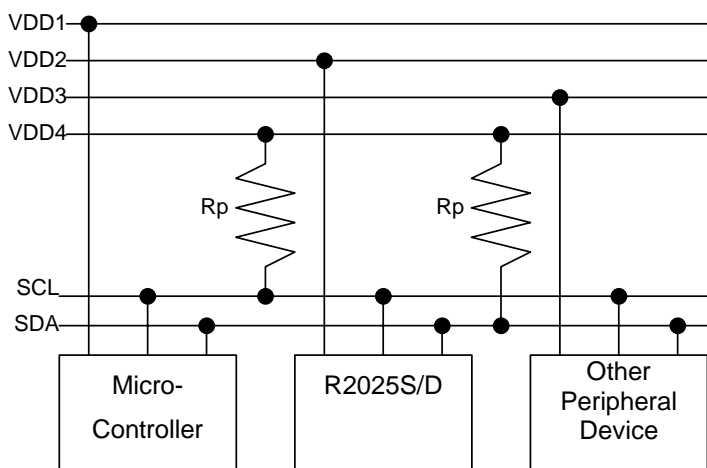 VDD1
VDD2
VDD3
VDD4
Rp
Rp
SCL
SDA
Micro-
Controller
R2025S/D
Other
Peripheral
Device